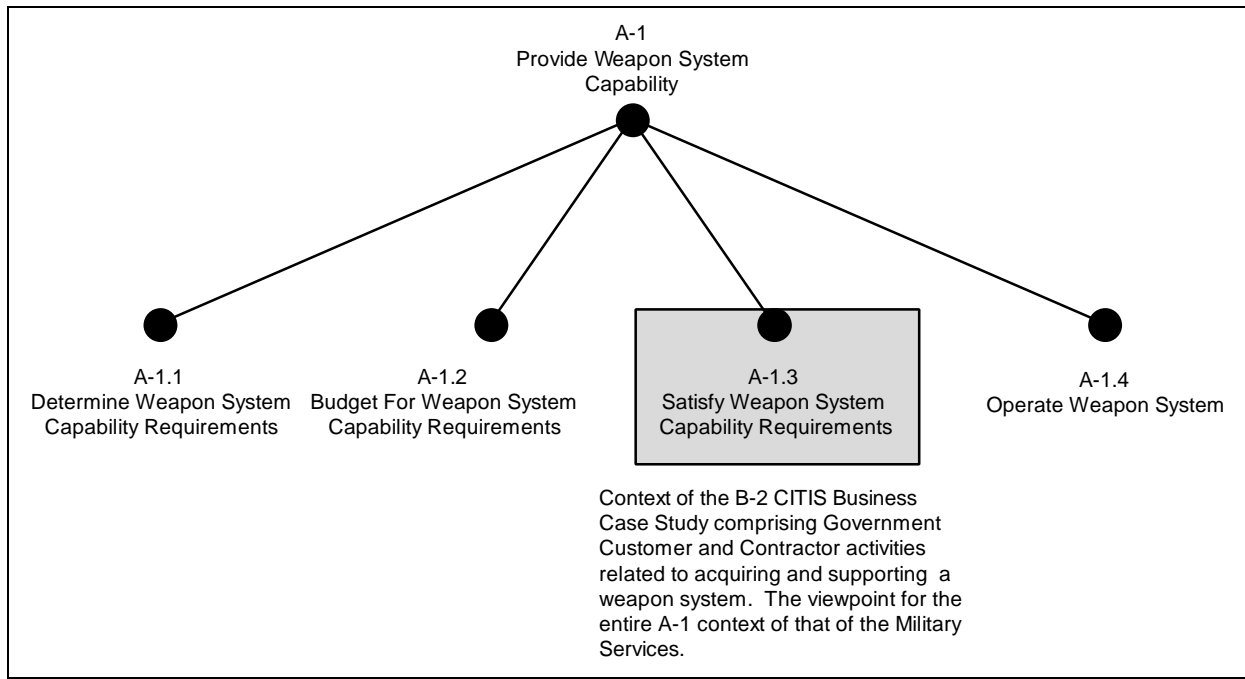 A-1
Provide Weapon System
Capability
A-1.1
Determine Weapon System
Capability Requirements
A-1.2
Budget For Weapon System
Capability Requirements
A-1.3
Satisfy Weapon System
Capability Requirements
A-1.4
Operate Weapon System
Context of the B-2 CITIS Business
Case Study comprising Government
Customer and Contractor activities
related to acquiring and supporting a
weapon system. The viewpoint for the
entire A-1 context of that of the Military
Services.